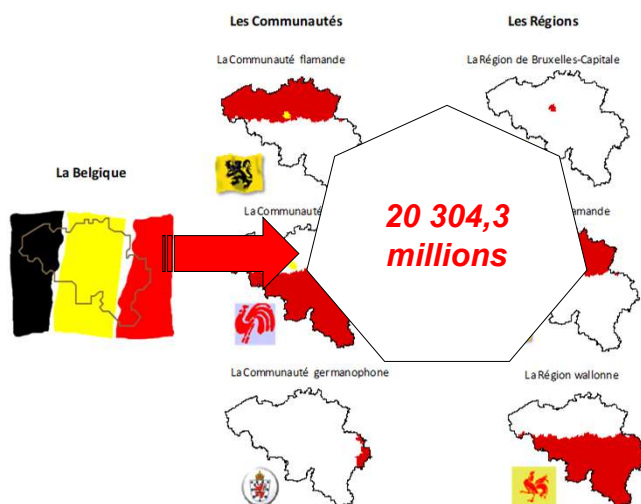 Les Communautés
Les Régions
La Communauté flamande
La Région de Bruxelles-Capitale
La Belgique
20 304,3
millions
La Communauté
amande
La Communauté germanophone
La Région wallonne